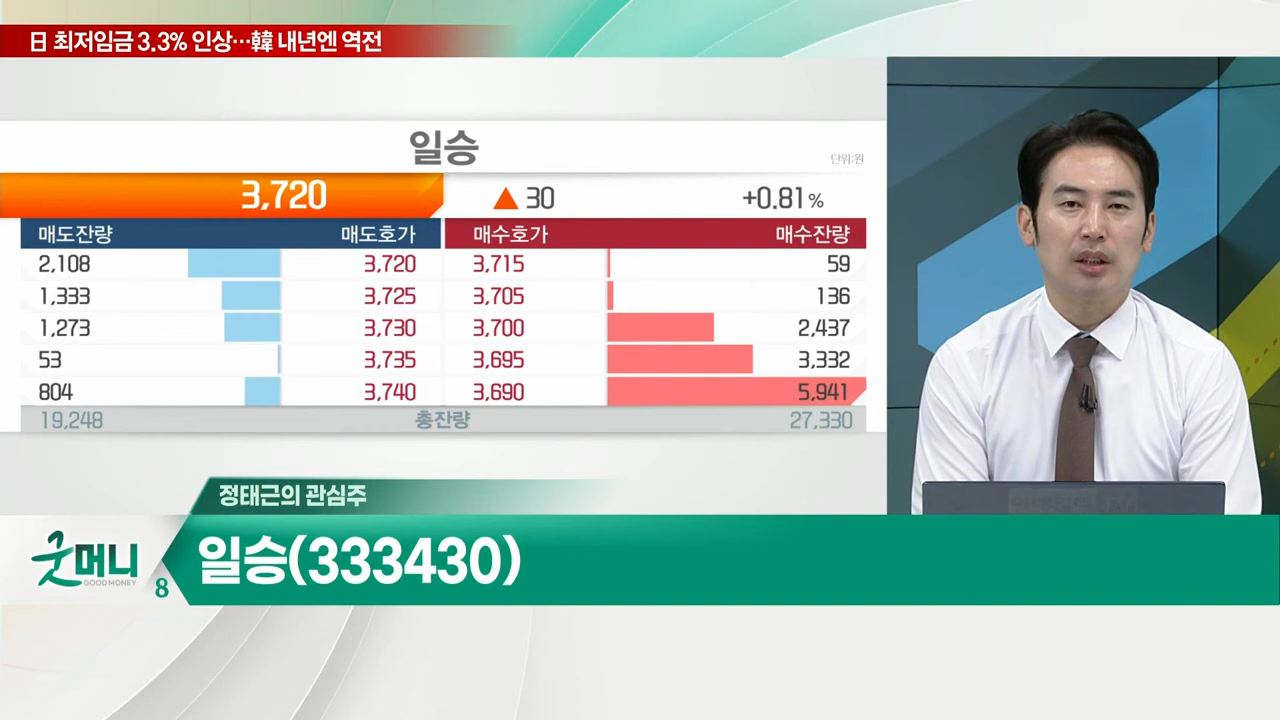 日 최저임금 3.3% 인상…韓 내년엔 역전
일승
단위:원
3,720 ▲ 30 +0.81%
매도잔량 매도호가 매수호가 매수잔량
2,108 3,720 3,715 59
1,333 3,725 3,705 136
1,273 3,730 3,700 2,437
53 3,735 3,695 3,332
804 3,740 3,690 5,941
19,248 총잔량 27,330
정태근의 관심주
굿머니
GOOD MONEY
8
일승(333430)